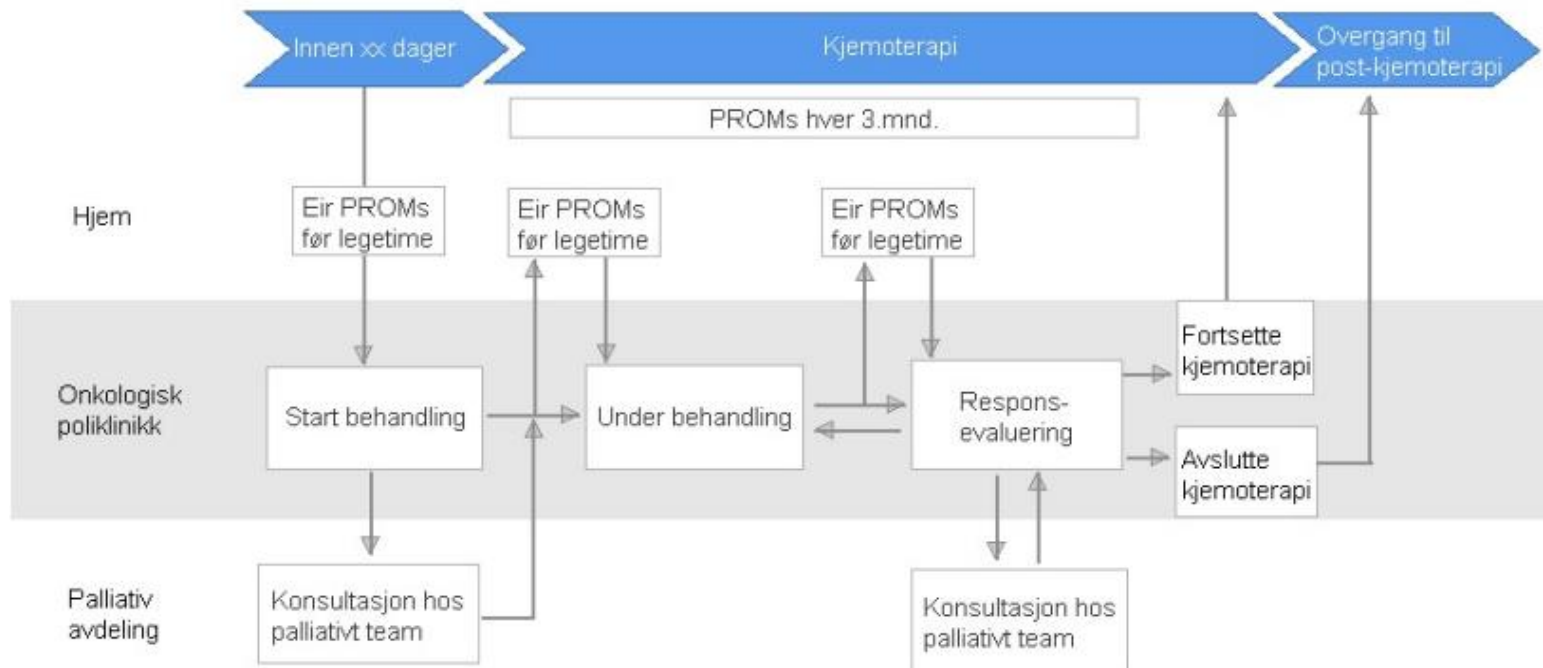 Innen xx dager
Kjemoterapi
Overgang til
post-kjemoterapi
PROMs hver 3.mnd.
Hjem
Eir PROMs
før legetime
Eir PROMs
før legetime
Eir PROMs
før legetime
Onkologisk
poliklinikk
Start behandling
Under behandling
Respons-
evaluering
Fortsette
kjemoterapi
Avslutte
kjemoterapi
Palliativ
avdeling
Konsultasjon hos
palliativt team
Konsultasjon hos
palliativt team